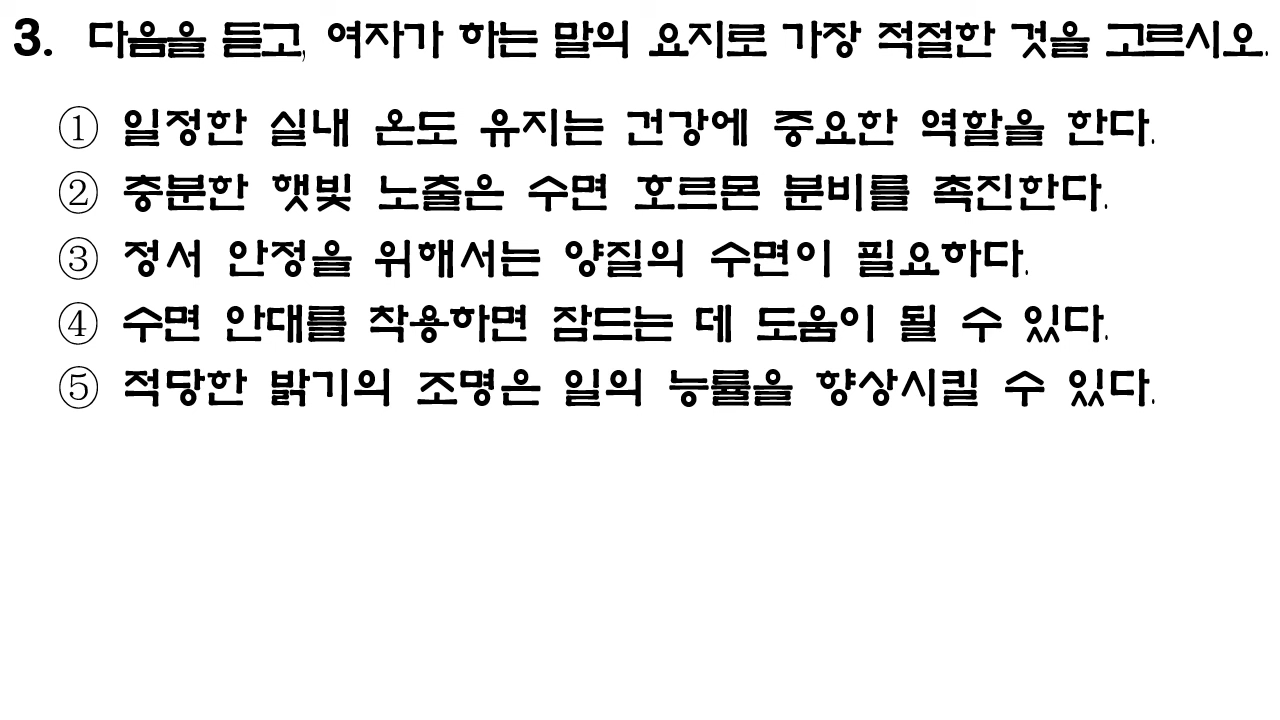 3. 다음을 듣고, 여자가 하는 말의 요지로 가장 적절한 것을 고르시오.
① 일정한 실내 온도 유지는 건강에 중요한 역할을 한다.
② 충분한 햇빛 노출은 수면 호르몬 분비를 촉진한다.
③ 정서 안정을 위해서는 양질의 수면이 필요하다.
④ 수면 안대를 착용하면 잠드는 데 도움이 될 수 있다.
⑤ 적당한 밝기의 조명은 일의 능률을 향상시킬 수 있다.